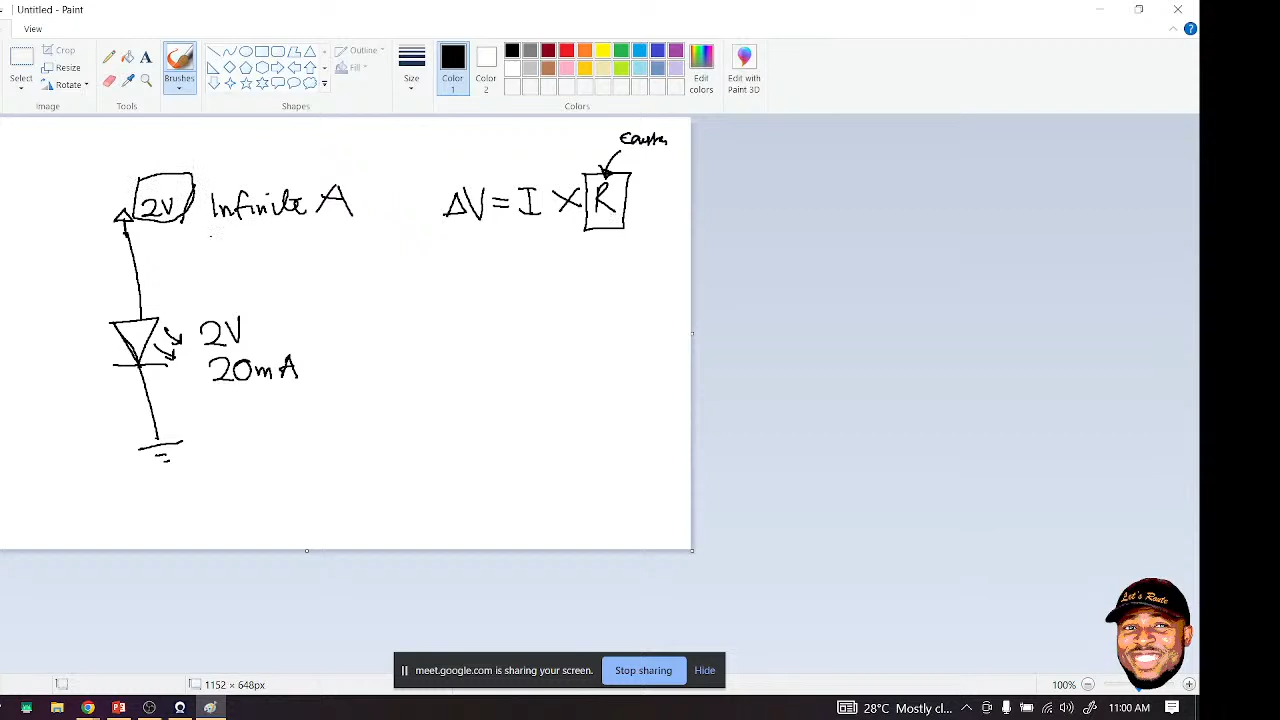 Untitled - Paint
View
Select
Crop
Resize
Rotate
Image
Tools
Brushes
Shapes
Outline
Fill
Size
Color 1
Color 2
Edit colors
Edit with Paint 3D
Colors
2V Infinite A
ΔV = I X R
2V
20mA
Let's Route
meet.google.com is sharing your screen.
Stop sharing
Hide
1152 × 648px
100%
28°C Mostly cl...
11:00 AM